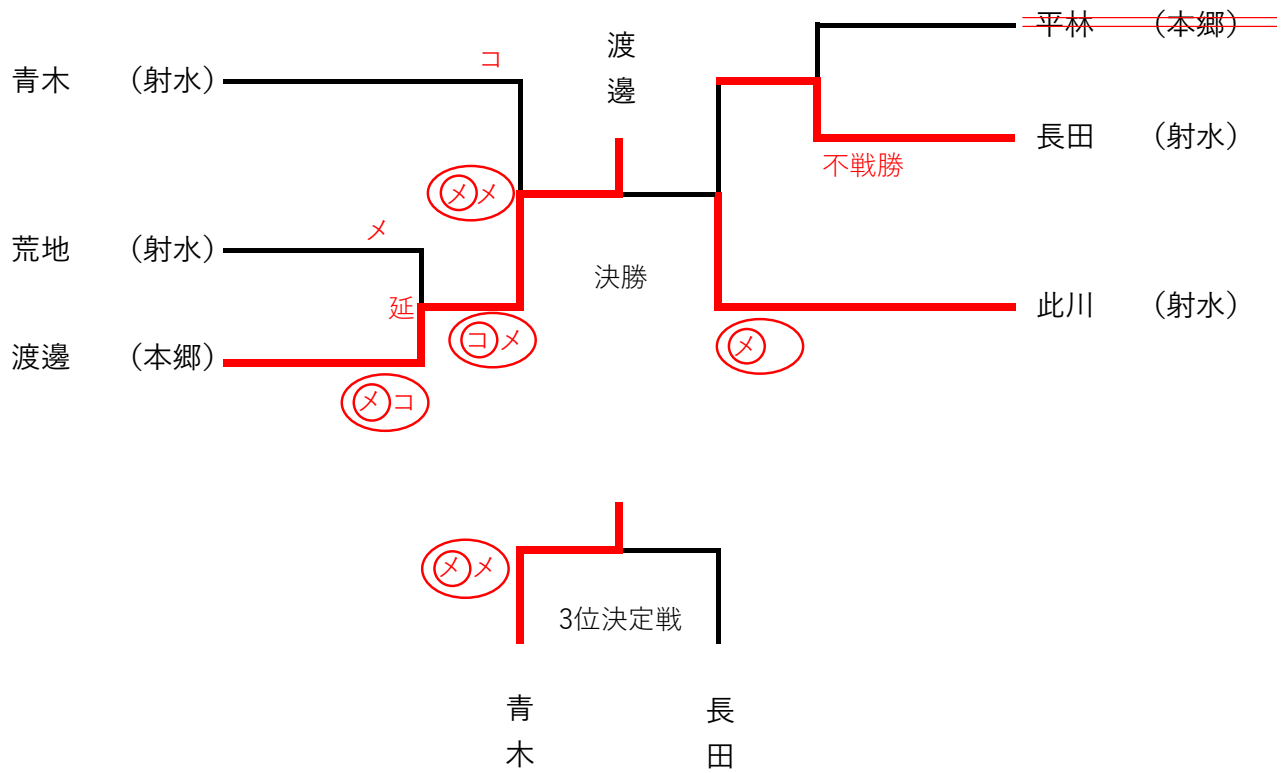 渡邊
平林 （本郷）
コ
青木 （射水）
長田 （射水）
不戦勝
メメ
メ
荒地 （射水）
決勝
延
此川 （射水）
コメ
メ
渡邊 （本郷）
メコ
メメ
3位決定戦
青木
長田